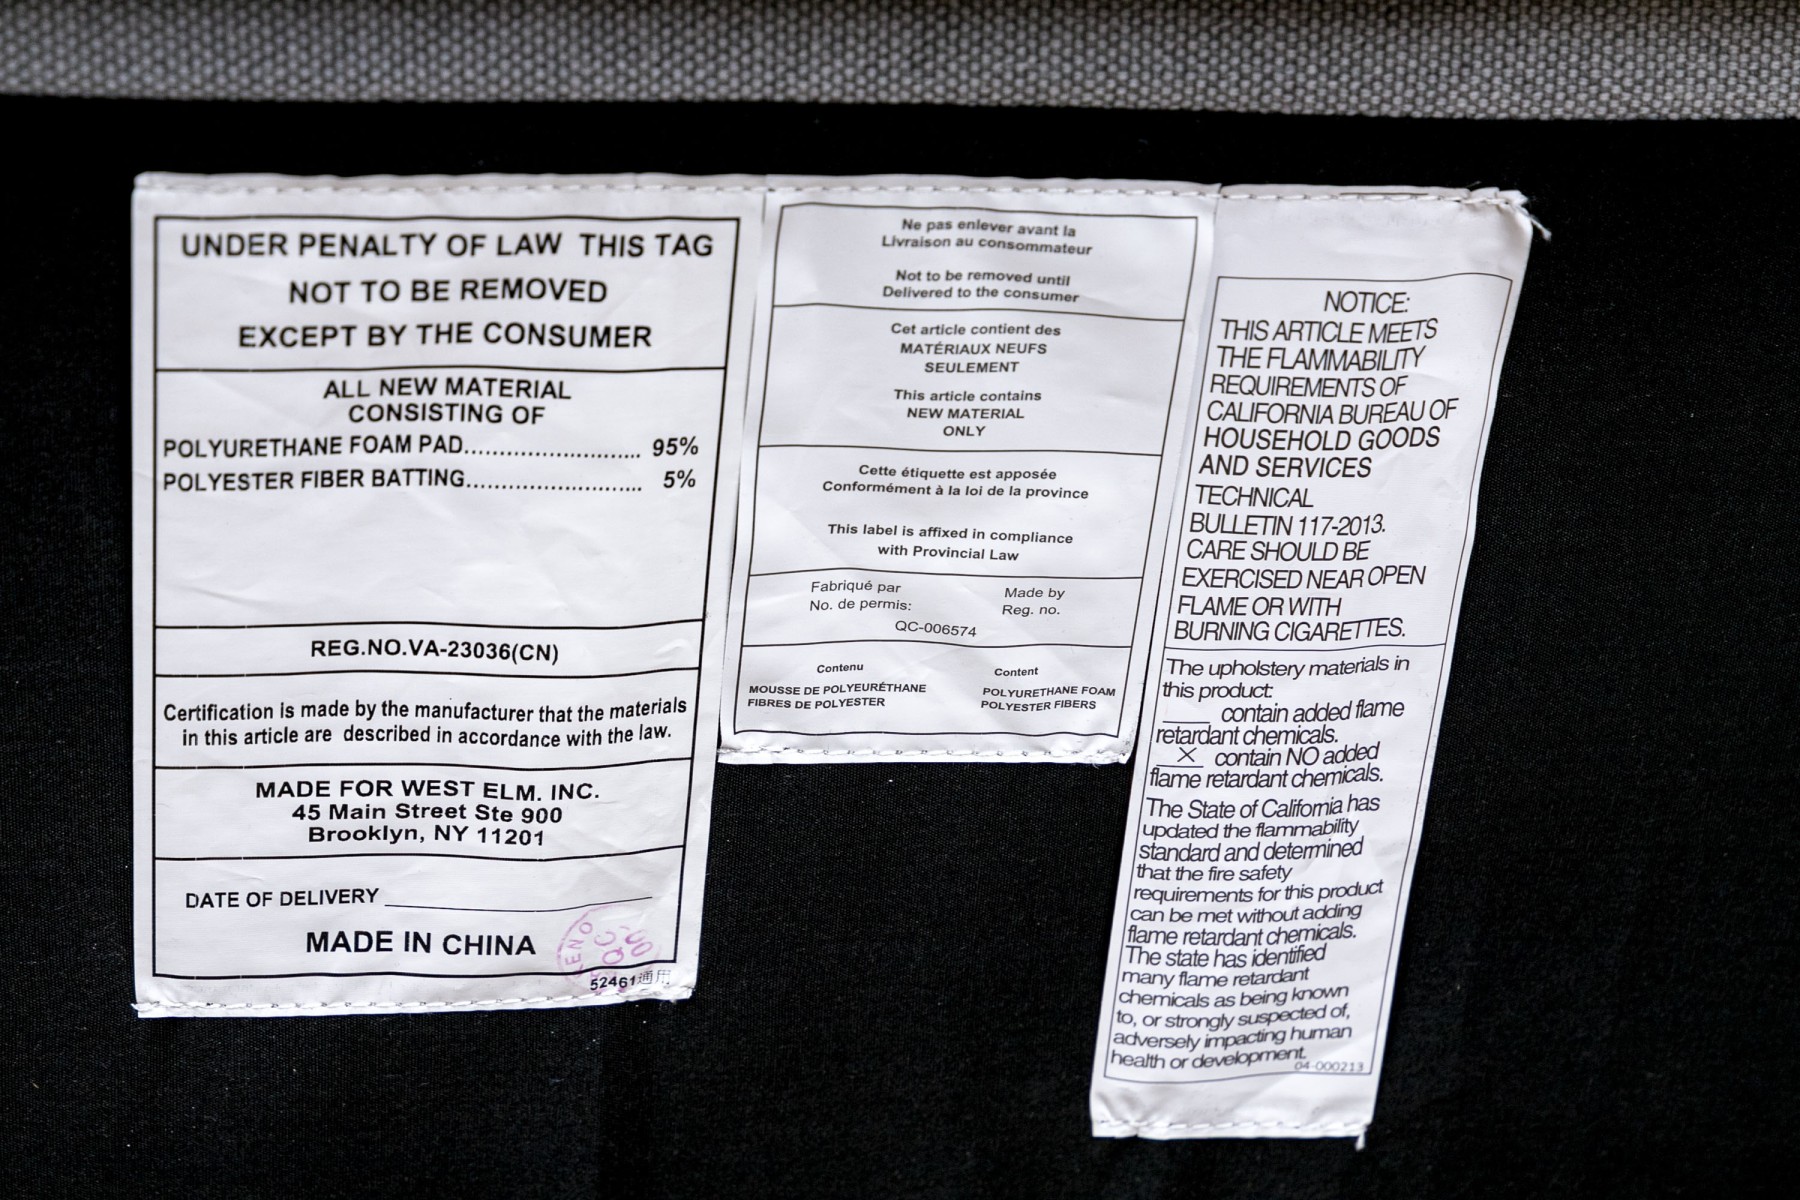 UNDER PENALTY OF LAW THIS TAG
NOT TO BE REMOVED
EXCEPT BY THE CONSUMER
ALL NEW MATERIAL
CONSISTING OF
POLYURETHANE FOAM PAD......................... 95%
POLYESTER FIBER BATTING......................... 5%
REG.NO.VA-23036(CN)
Certification is made by the manufacturer that the materials
in this article are described in accordance with the law.
MADE FOR WEST ELM. INC.
45 Main Street Ste 900
Brooklyn, NY 11201
DATE OF DELIVERY
MADE IN CHINA
52461通用
Ne pas enlever avant la
Livraison au consommateur
Not to be removed until
Delivered to the consumer
Cet article contient des
MATÉRIAUX NEUFS
SEULEMENT
This article contains
NEW MATERIAL
ONLY
Cette étiquette est apposée
Conformément à la loi de la province
This label is affixed in compliance
with Provincial Law
Fabriqué par Made by
No. de permis: Reg. no.
QC-006574
Contenu Content
MOUSSE DE POLYEURÉTHANE POLYURETHANE FOAM
FIBRES DE POLYESTER POLYESTER FIBERS
NOTICE:
THIS ARTICLE MEETS
THE FLAMMABILITY
REQUIREMENTS OF
CALIFORNIA BUREAU OF
HOUSEHOLD GOODS
AND SERVICES
TECHNICAL
BULLETIN 117-2013.
CARE SHOULD BE
EXERCISED NEAR OPEN
FLAME OR WITH
BURNING CIGARETTES.
The upholstery materials in
this product:
____ contain added flame
retardant chemicals.
X contain NO added
flame retardant chemicals.
The State of California has
updated the flammability
standard and determined
that the fire safety
requirements for this product
can be met without adding
flame retardant chemicals.
The state has identified
many flame retardant
chemicals as being known
to, or strongly suspected of,
adversely impacting human
health or development.
04-000213